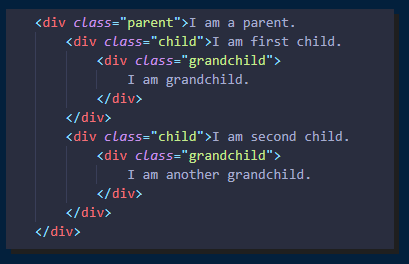 <div class="parent">I am a parent.
    <div class="child">I am first child.
        <div class="grandchild">
            I am grandchild.
        </div>
    </div>
    <div class="child">I am second child.
        <div class="grandchild">
            I am another grandchild.
        </div>
    </div>
</div>